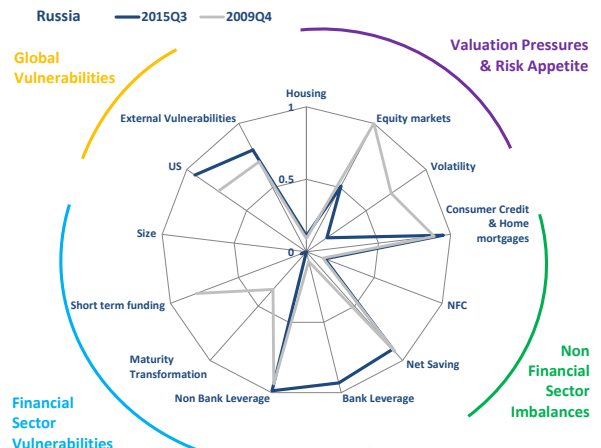 Russia
2015Q3
2009Q4
Global
Vulnerabilities
Valuation Pressures
& Risk Appetite
Housing
1
External Vulnerabilities
Equity markets
US
Volatility
0.5
Consumer Credit
& Home
mortgages
Size
0
Short term funding
NFC
Maturity
Transformation
Net Saving
Non Bank Leverage
Bank Leverage
Non
Financial
Sector
Imbalances
Financial
Sector
Vulnerabilities